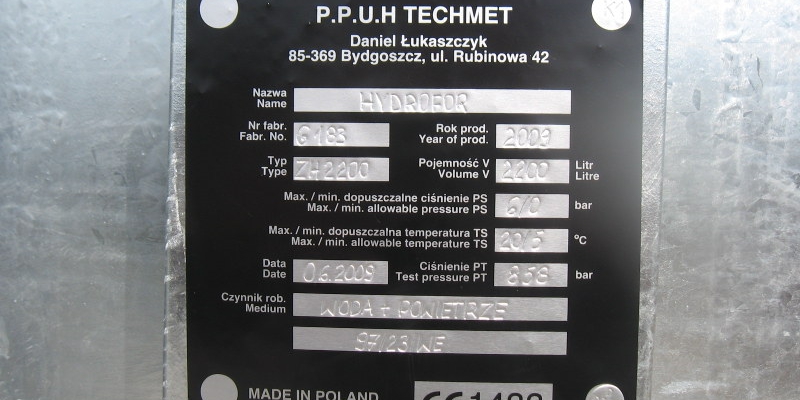 P.P.U.H TECHMET
Daniel Łukaszczyk
85-369 Bydgoszcz, ul. Rubinowa 42
Nazwa
Name HYDROFOR
Nr fabr. Rok prod.
Fabr. No. 6183 Year of prod. 2009
Typ Pojemność V Litr
Type ZH2200 Volume V 2200 Litre
Max. / min. dopuszczalne ciśnienie PS
Max. / min. allowable pressure PS 6/0 bar
Max. / min. dopuszczalna temperatura TS
Max. / min. allowable temperature TS 20/5 °C
Data Ciśnienie PT
Date 06.2009 Test pressure PT 8,58 bar
Czynnik rob.
Medium WODA + POWIETRZE
97/23 WE
MADE IN POLAND